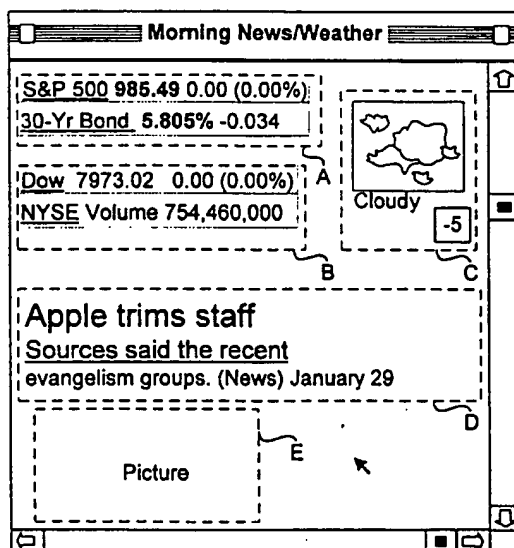 Morning News/Weather
S&P 500 985.49 0.00 (0.00%)
30-Yr Bond 5.805% -0.034
A
Dow 7973.02 0.00 (0.00%)
NYSE Volume 754,460,000
B
Cloudy
-5
C
Apple trims staff
Sources said the recent
evangelism groups. (News) January 29
D
E
Picture